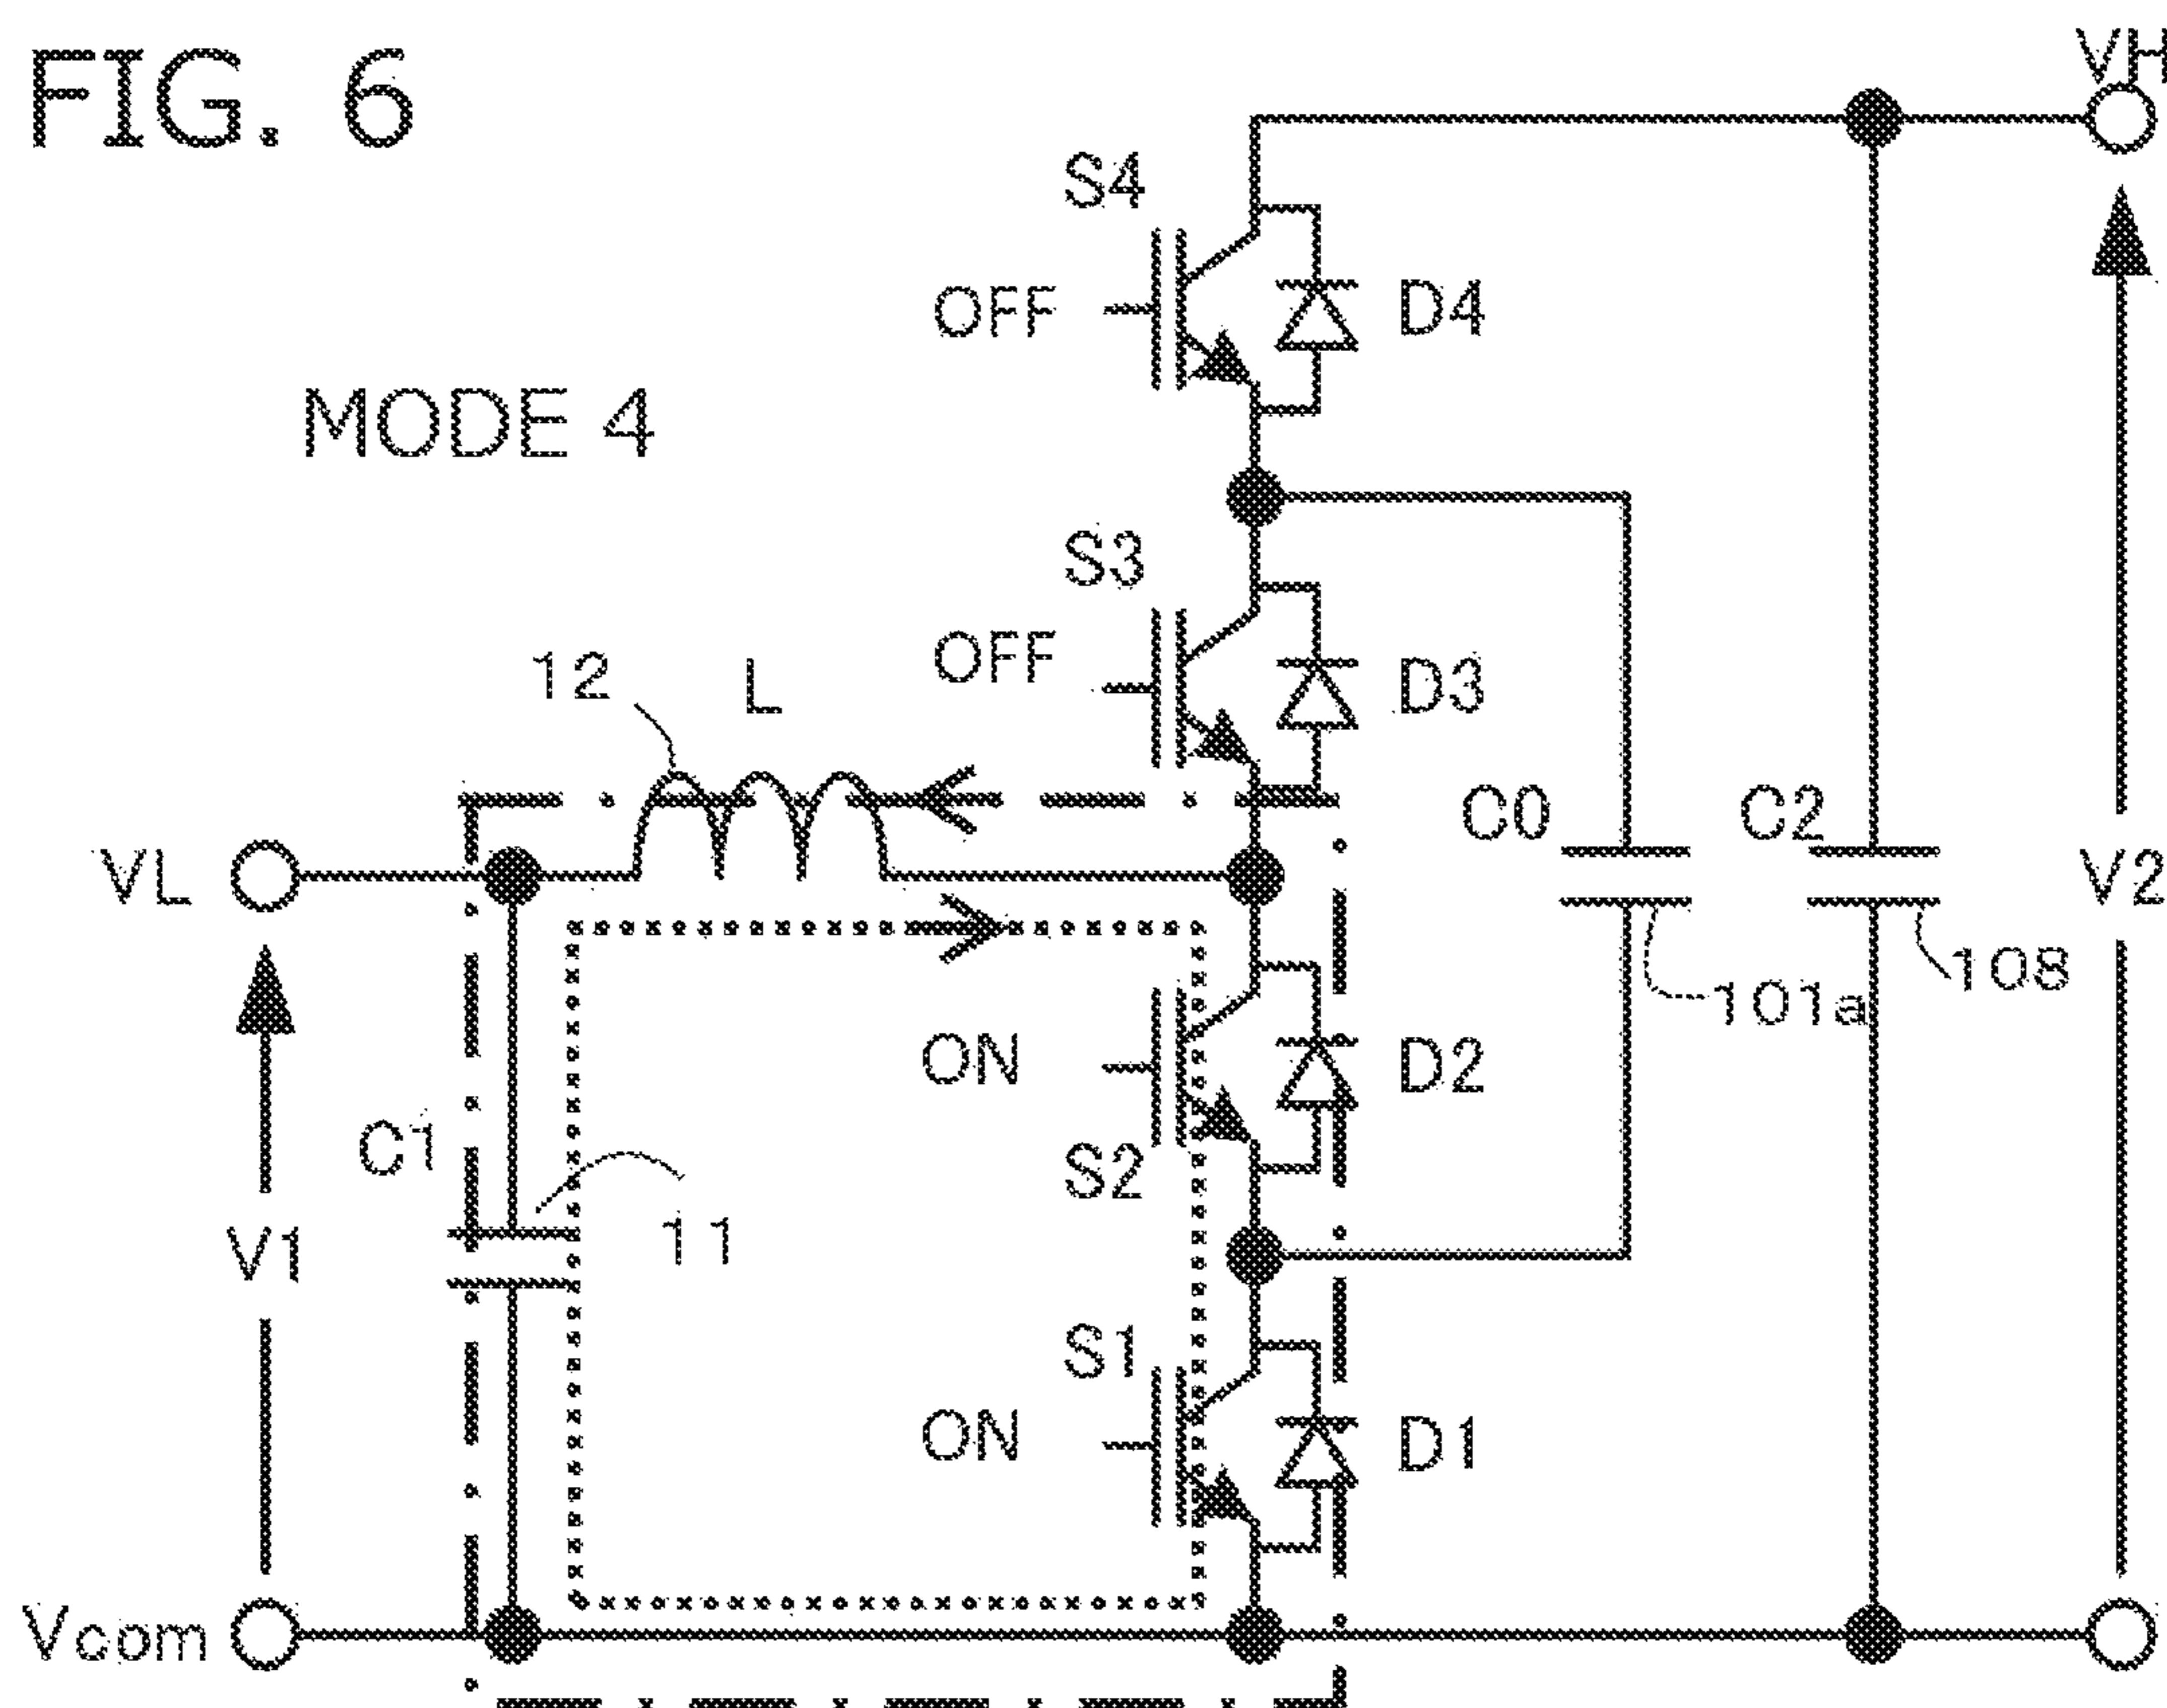 FIG. 6
VH
S4
OFF
D4
MODE 4
S3
OFF
D3
12
L
C0
C2
VL
V2
108
101a
ON
D2
C1
S2
V1
11
S1
ON
D1
Vcom